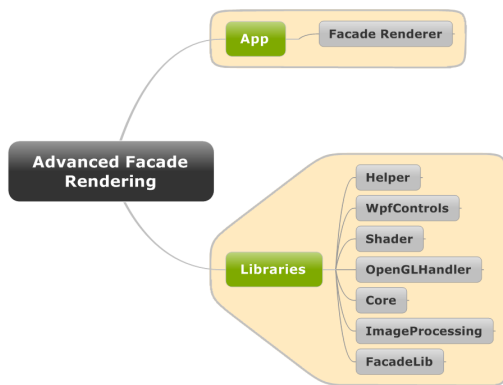 App
Facade Renderer
Advanced Facade
Rendering
Libraries
Helper
WpfControls
Shader
OpenGLHandler
Core
ImageProcessing
FacadeLib